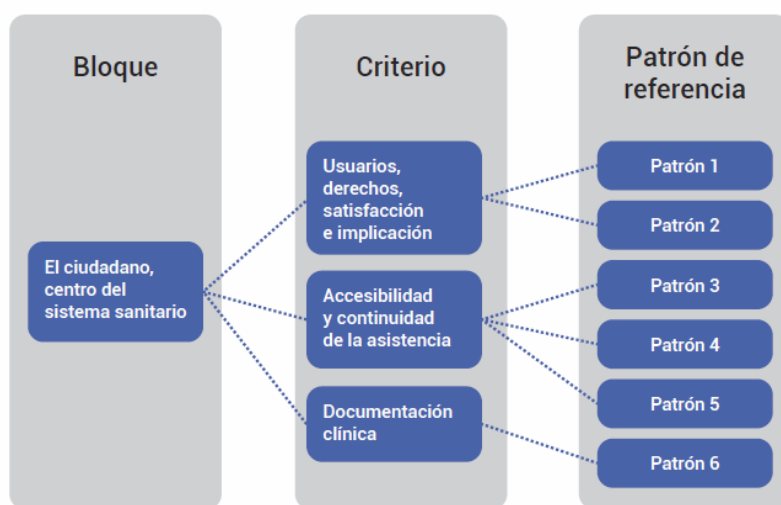 Bloque
Criterio
Patrón de
referencia
El ciudadano,
centro del
sistema sanitario
Usuarios,
derechos,
satisfacción
e implicación
Accesibilidad
y continuidad
de la asistencia
Documentación
clínica
Patrón 1
Patrón 2
Patrón 3
Patrón 4
Patrón 5
Patrón 6